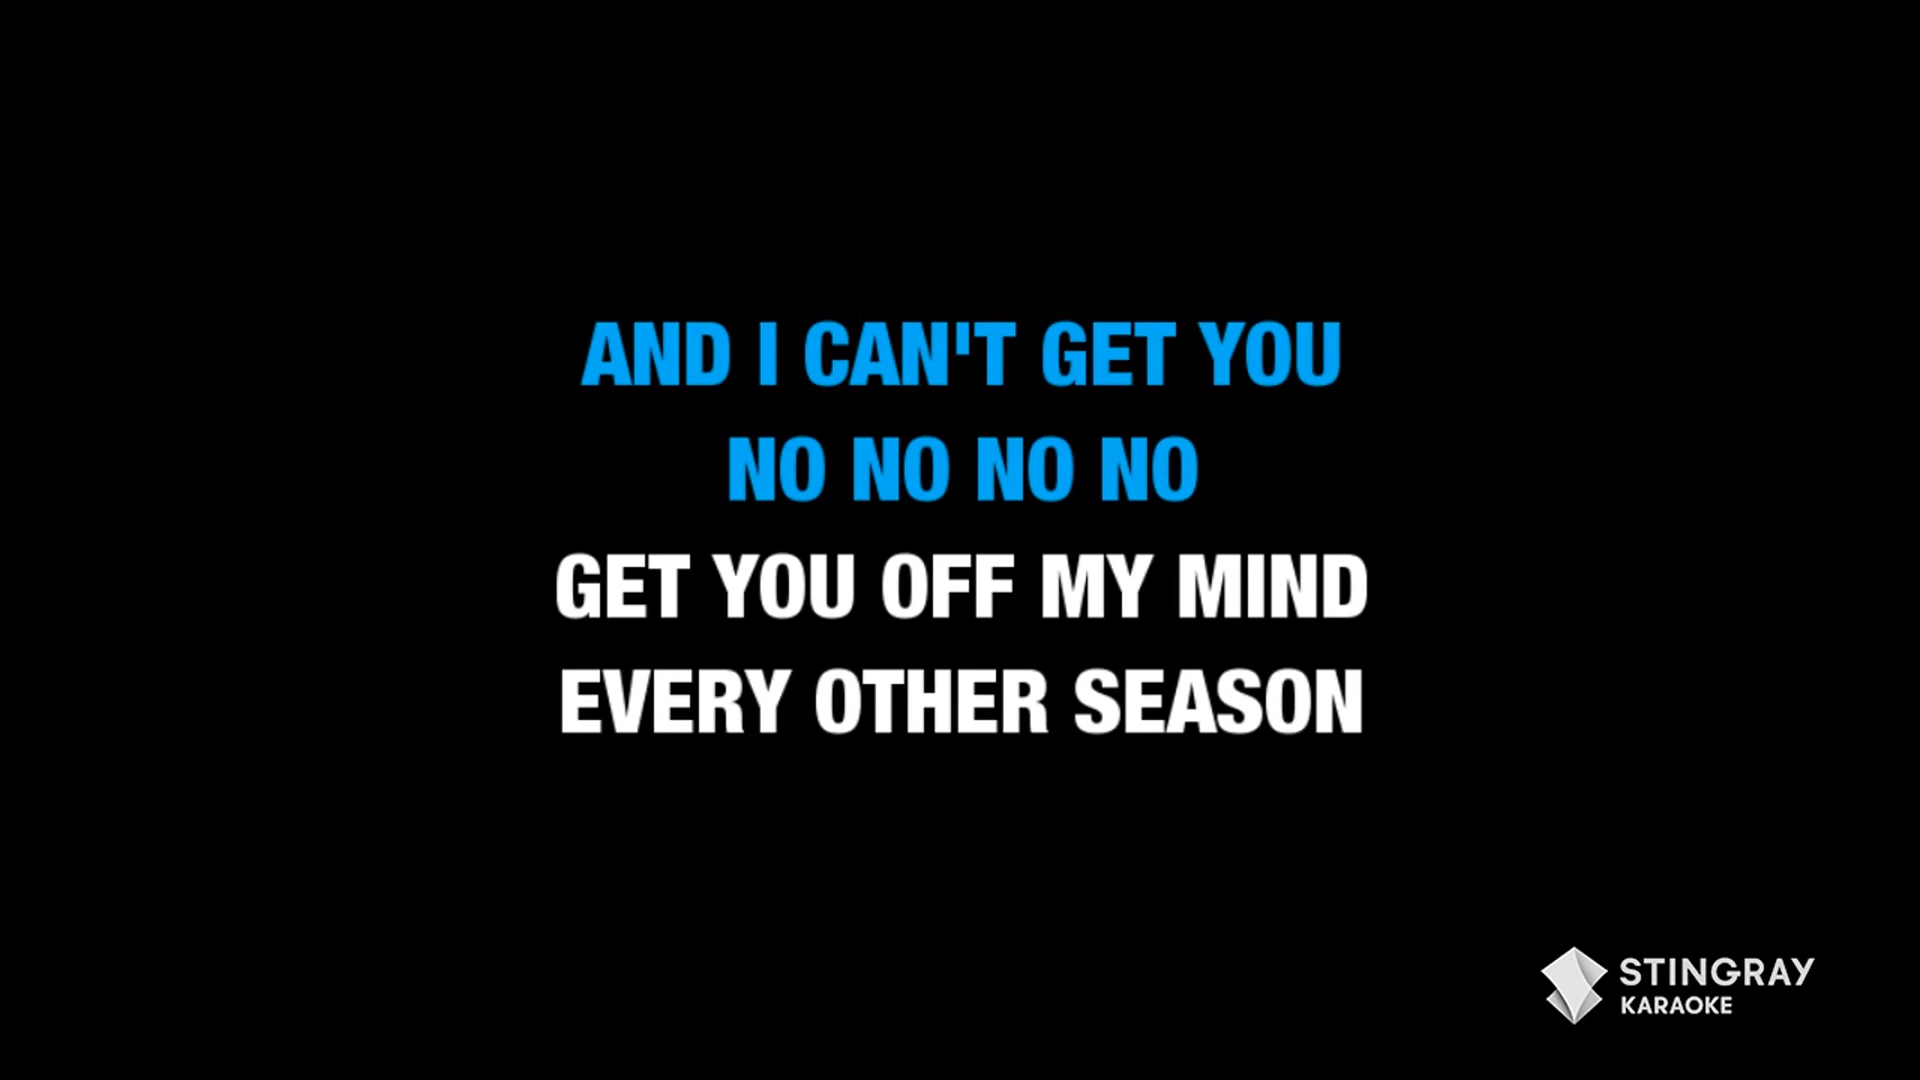 AND I CAN'T GET YOU
NO NO NO NO
GET YOU OFF MY MIND
EVERY OTHER SEASON
STINGRAY
KARAOKE